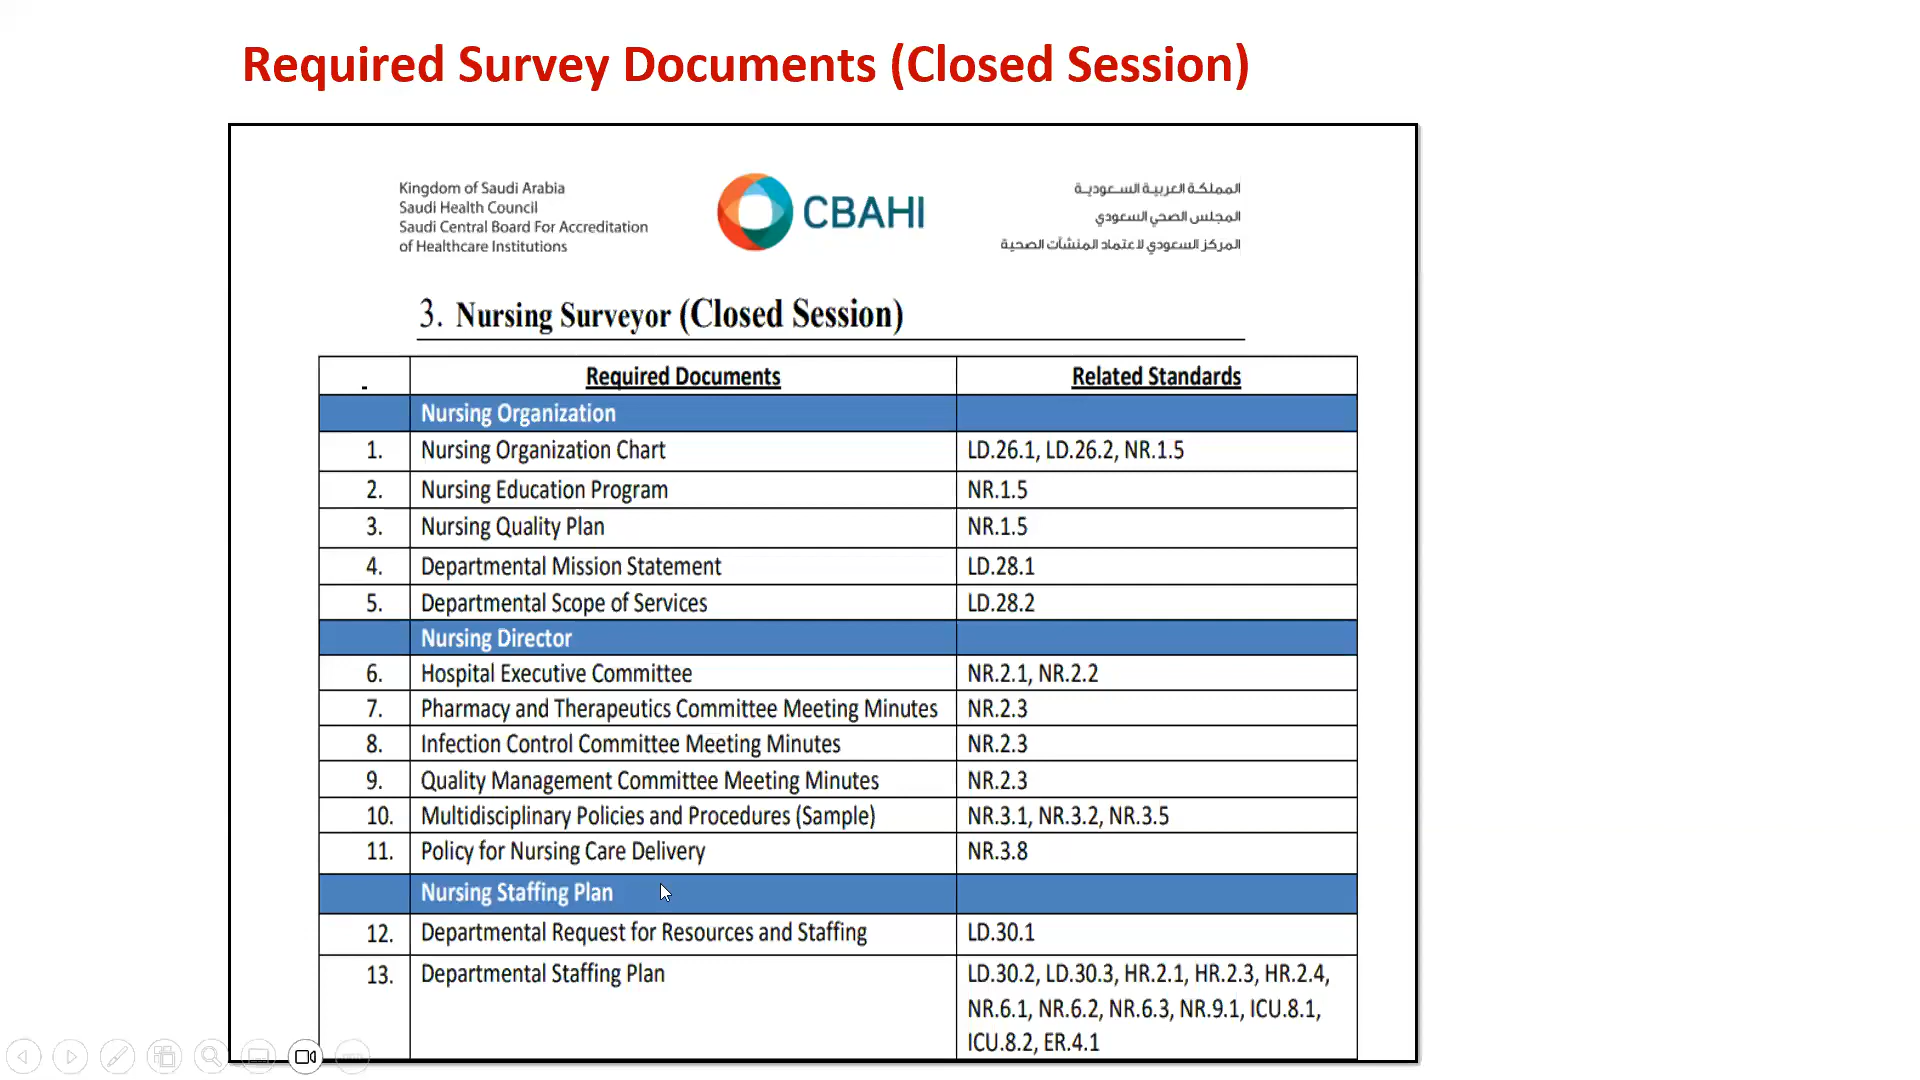 Required Survey Documents (Closed Session)
Kingdom of Saudi Arabia
Saudi Health Council
Saudi Central Board For Accreditation
of Healthcare Institutions
CBAHI
المملكة العربية السعودية
المجلس الصحي السعودي
المركز السعودي لاعتماد المنشآت الصحية
3. Nursing Surveyor (Closed Session)
- Required Documents Related Standards
Nursing Organization
1. Nursing Organization Chart LD.26.1, LD.26.2, NR.1.5
2. Nursing Education Program NR.1.5
3. Nursing Quality Plan NR.1.5
4. Departmental Mission Statement LD.28.1
5. Departmental Scope of Services LD.28.2
Nursing Director
6. Hospital Executive Committee NR.2.1, NR.2.2
7. Pharmacy and Therapeutics Committee Meeting Minutes NR.2.3
8. Infection Control Committee Meeting Minutes NR.2.3
9. Quality Management Committee Meeting Minutes NR.2.3
10. Multidisciplinary Policies and Procedures (Sample) NR.3.1, NR.3.2, NR.3.5
11. Policy for Nursing Care Delivery NR.3.8
Nursing Staffing Plan
12. Departmental Request for Resources and Staffing LD.30.1
13. Departmental Staffing Plan LD.30.2, LD.30.3, HR.2.1, HR.2.3, HR.2.4,
NR.6.1, NR.6.2, NR.6.3, NR.9.1, ICU.8.1,
ICU.8.2, ER.4.1